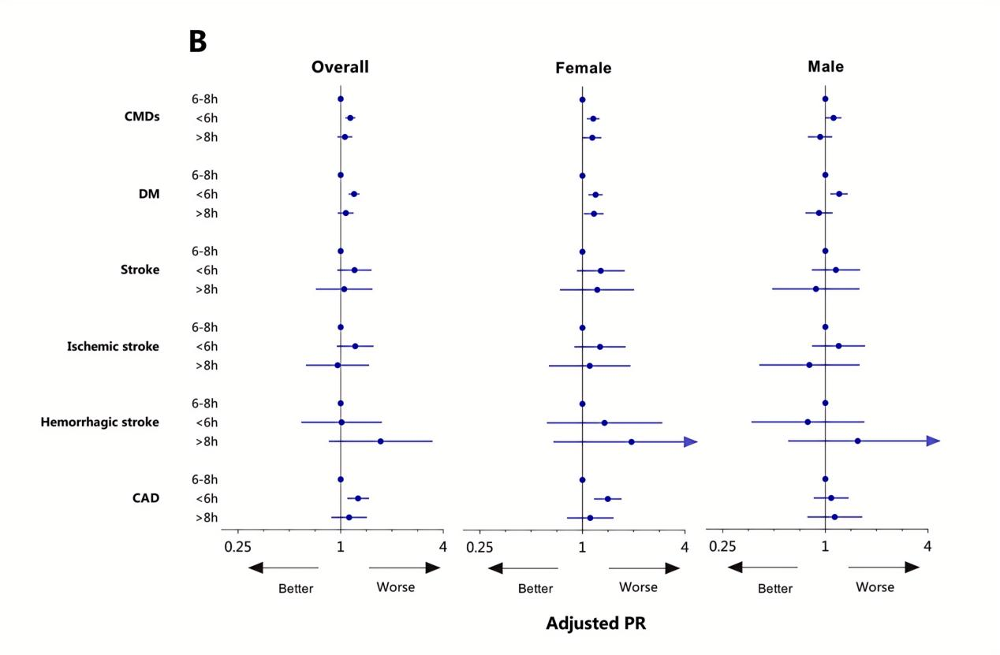 B
Overall Female Male
6-8h
CMDs <6h
>8h
6-8h
DM <6h
>8h
6-8h
Stroke <6h
>8h
6-8h
Ischemic stroke <6h
>8h
6-8h
Hemorrhagic stroke <6h
>8h
6-8h
CAD <6h
>8h
0.25 1 4 0.25 1 4 0.25 1 4
Better Worse Better Worse Better Worse
Adjusted PR